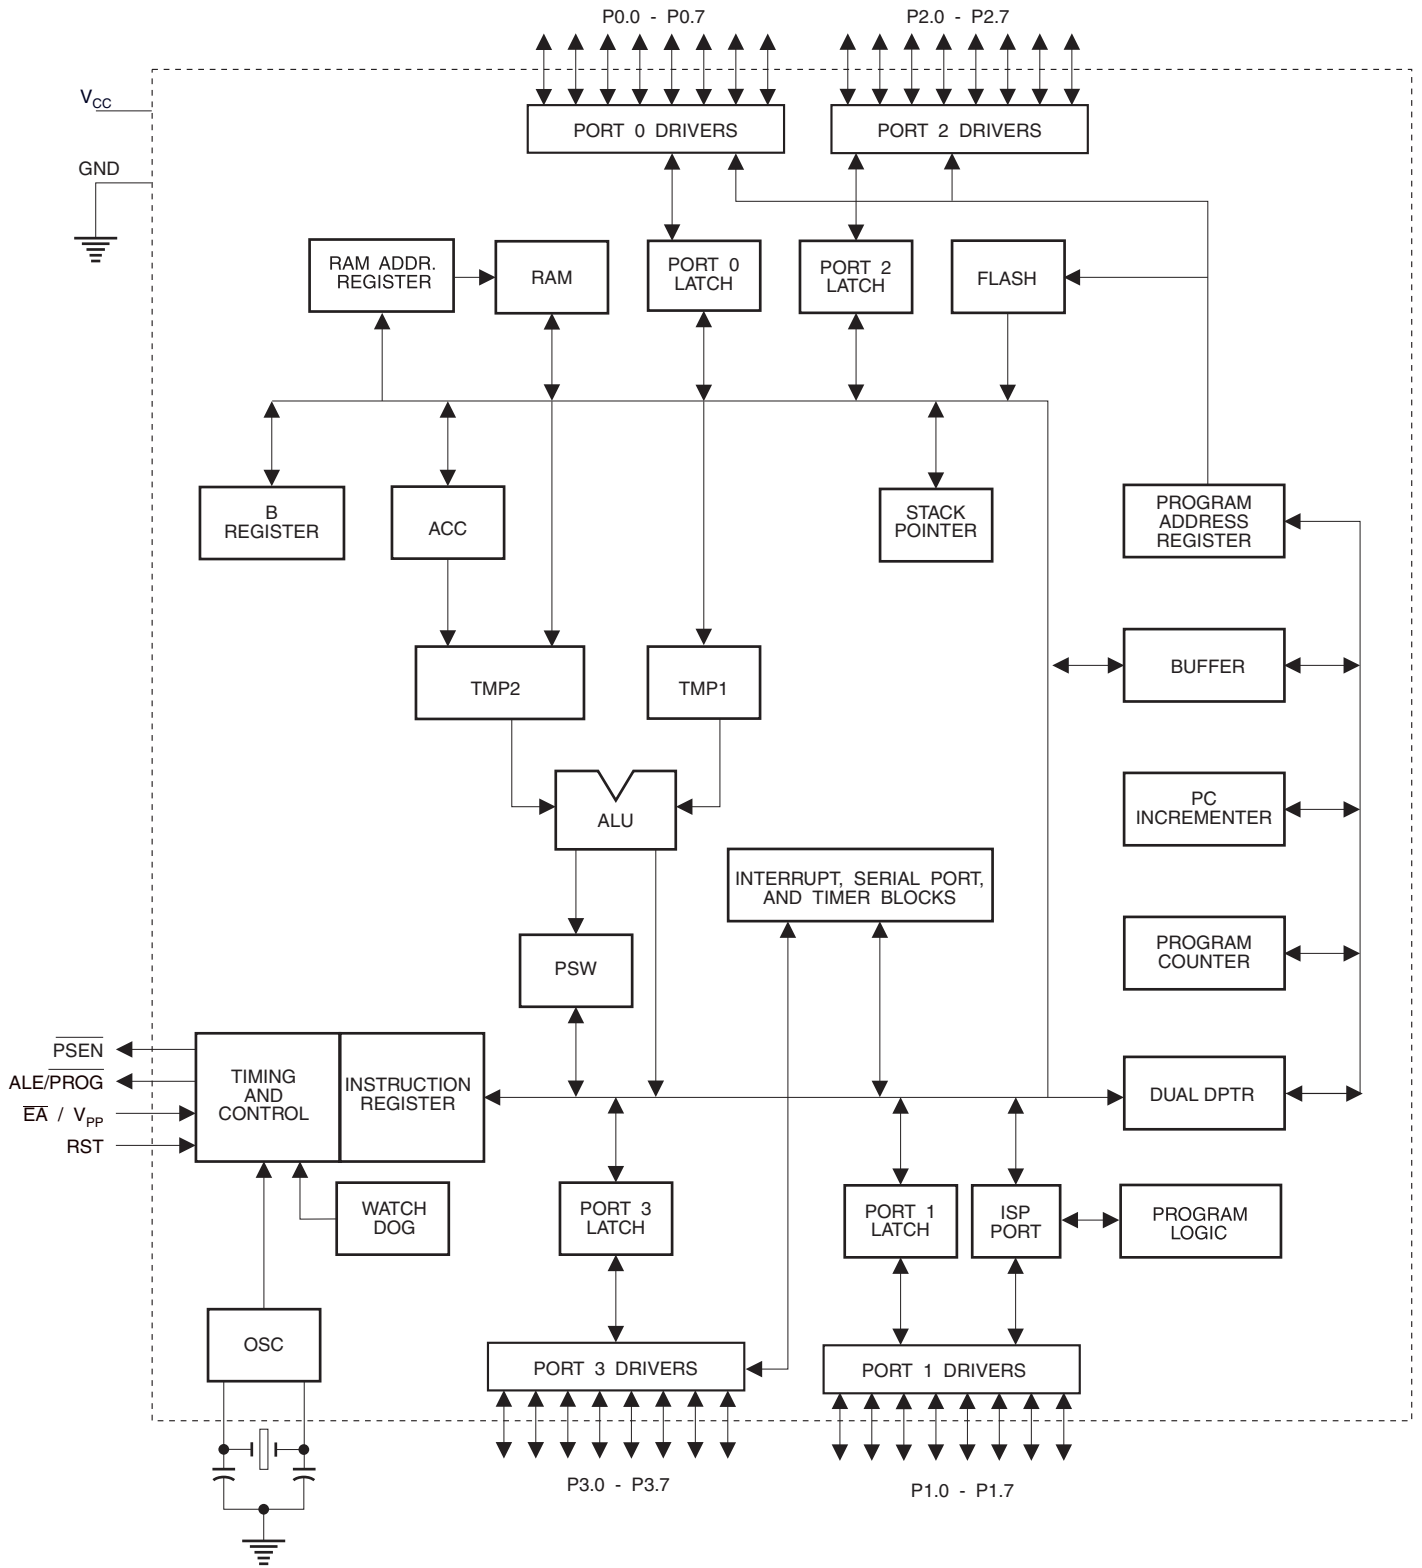 P0.0 - P0.7
P2.0 - P2.7
VCC
PORT 0 DRIVERS
PORT 2 DRIVERS
GND
RAM ADDR.
REGISTER
RAM
PORT 0
LATCH
PORT 2
LATCH
FLASH
B
REGISTER
ACC
STACK
POINTER
PROGRAM
ADDRESS
REGISTER
TMP2
TMP1
BUFFER
ALU
PC
INCREMENTER
INTERRUPT, SERIAL PORT,
AND TIMER BLOCKS
PSW
PROGRAM
COUNTER
PSEN
ALE/PROG
EA / VPP
RST
TIMING
AND
CONTROL
INSTRUCTION
REGISTER
DUAL DPTR
WATCH
DOG
PORT 3
LATCH
PORT 1
LATCH
ISP
PORT
PROGRAM
LOGIC
OSC
PORT 3 DRIVERS
PORT 1 DRIVERS
P3.0 - P3.7
P1.0 - P1.7